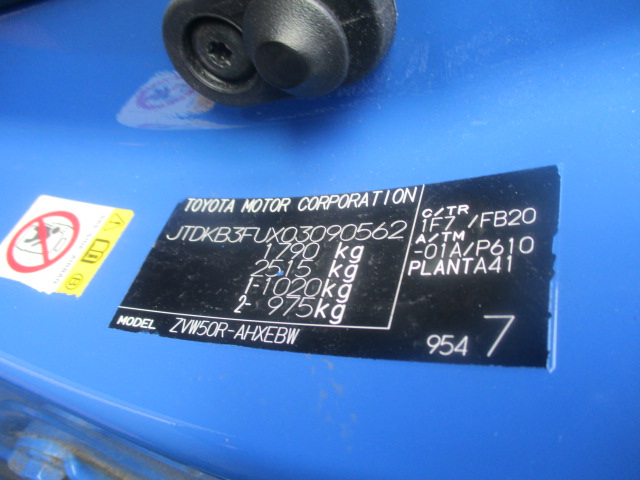 TOYOTA MOTOR CORPORATION
JTDKB3FUX03090562
1790 kg
2515 kg
1-1020kg
2- 975kg
MODEL ZVW50R-AHXEBW
C/TR
1F7 /FB20
A/TM
-01A/P610
PLANTA41
954 7